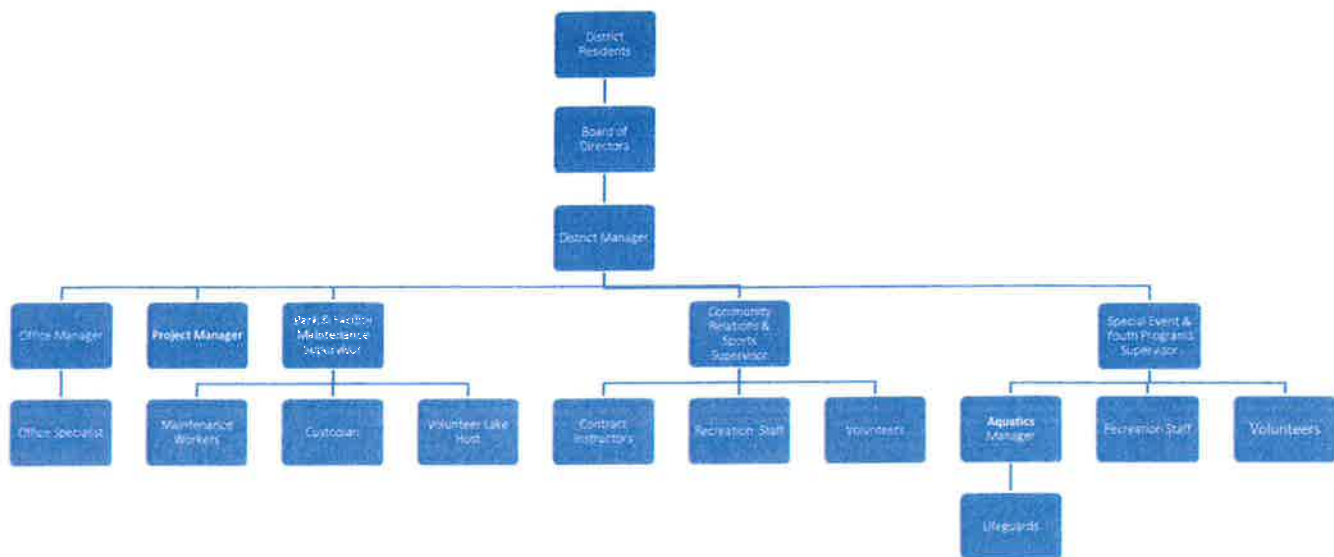 District
Residents
Board of
Directors
District Manager
Office Manager
Project Manager
Park & Facility
Maintenance
Supervisor
Community
Relations &
Sports
Supervisor
Special Event &
Youth Programs
Supervisor
Office Specialist
Maintenance
Workers
Custodian
Volunteer Lake
Host
Contract
Instructors
Recreation Staff
Volunteers
Aquatics
Manager
Recreation Staff
Volunteers
Lifeguards